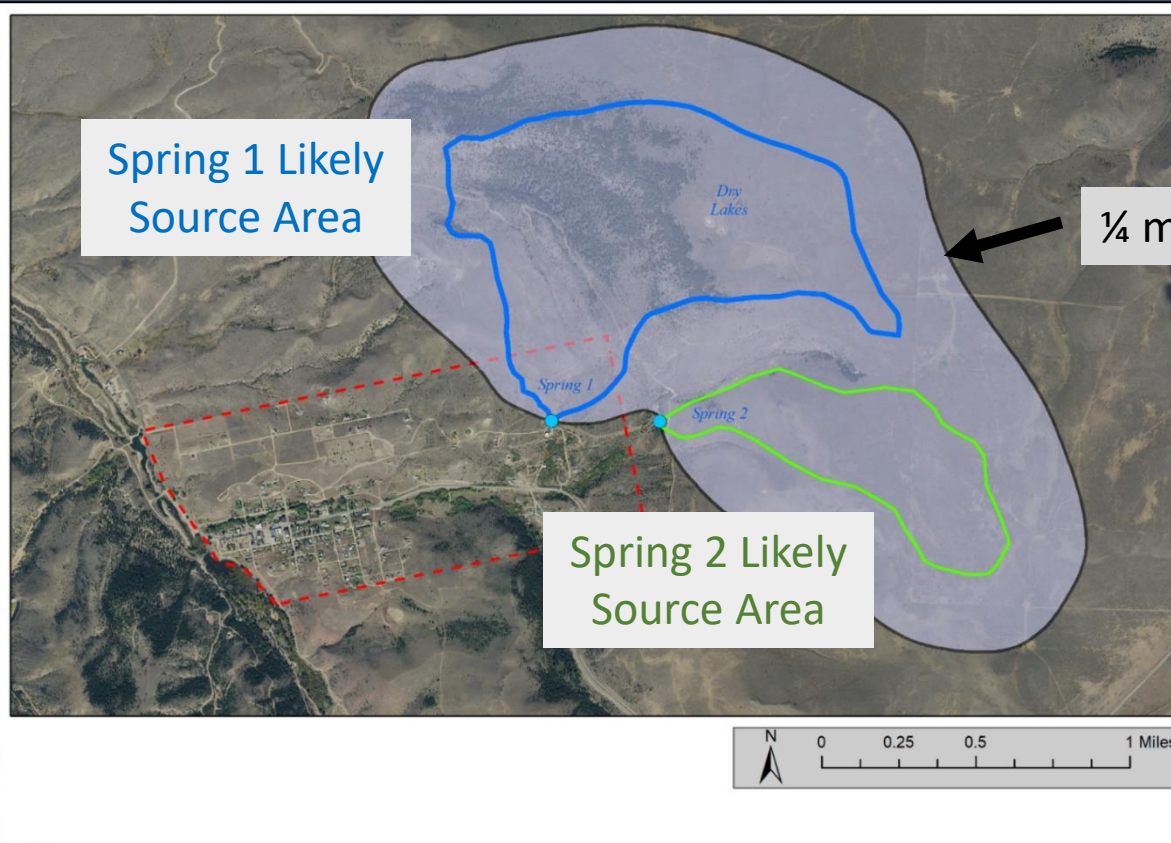 Spring 1 Likely
Source Area
Dry
Lakes
¼ m
Spring 1
Spring 2
Spring 2 Likely
Source Area
N
0 0.25 0.5 1 Miles